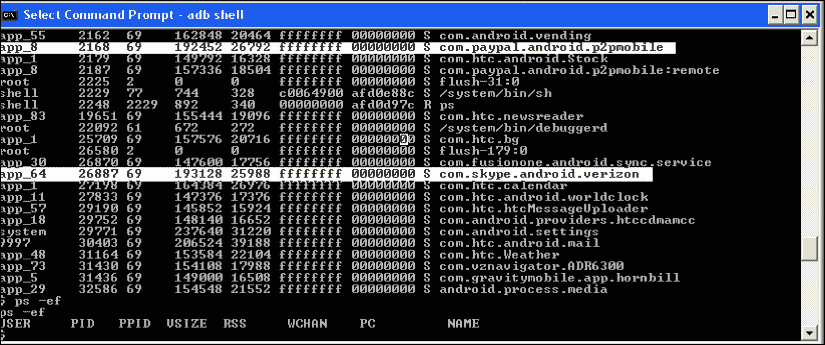 Select Command Prompt - adb shell
app_55 2162 69 162848 20464 ffffffff 00000000 S com.android.vending
app_8 2168 69 192452 26792 ffffffff 00000000 S com.paypal.android.p2pmobile
app_1 2179 69 149792 16328 ffffffff 00000000 S com.htc.android.Stock
app_8 2187 69 157336 18504 ffffffff 00000000 S com.paypal.android.p2pmobile:remote
root 2225 2 0 0 ffffffff 00000000 S flush-31:0
shell 2229 77 744 328 c0064900 afd0e88c S /system/bin/sh
shell 2248 2229 892 340 00000000 afd0d97c R ps
app_83 19651 69 155444 19096 ffffffff 00000000 S com.htc.newsreader
root 22092 61 672 272 ffffffff 00000000 S /system/bin/debuggerd
app_1 25709 69 157576 20716 ffffffff 00000000 S com.htc.bg
root 26580 2 0 0 ffffffff 00000000 S flush-179:0
app_30 26870 69 147600 17756 ffffffff 00000000 S com.fusionone.android.sync.service
app_64 26887 69 193128 25988 ffffffff 00000000 S com.skype.android.verizon
app_1 27198 69 164384 26976 ffffffff 00000000 S com.htc.calendar
app_11 27833 69 147376 17376 ffffffff 00000000 S com.htc.android.worldclock
app_57 29190 69 145852 15924 ffffffff 00000000 S com.htc.htcMessageUploader
app_18 29752 69 148140 16652 ffffffff 00000000 S com.android.providers.htccdmamcc
system 29771 69 237640 31220 ffffffff 00000000 S com.android.settings
9997 30403 69 206524 39188 ffffffff 00000000 S com.htc.android.mail
app_48 31164 69 153584 22104 ffffffff 00000000 S com.htc.Weather
app_73 31430 69 154108 17988 ffffffff 00000000 S com.vznavigator.ADR6300
app_5 31436 69 149000 16508 ffffffff 00000000 S com.gravitymobile.app.hornbill
app_29 32586 69 154548 21552 ffffffff 00000000 S android.process.media
$ ps -ef
ps -ef
USER PID PPID VSIZE RSS WCHAN PC NAME
$